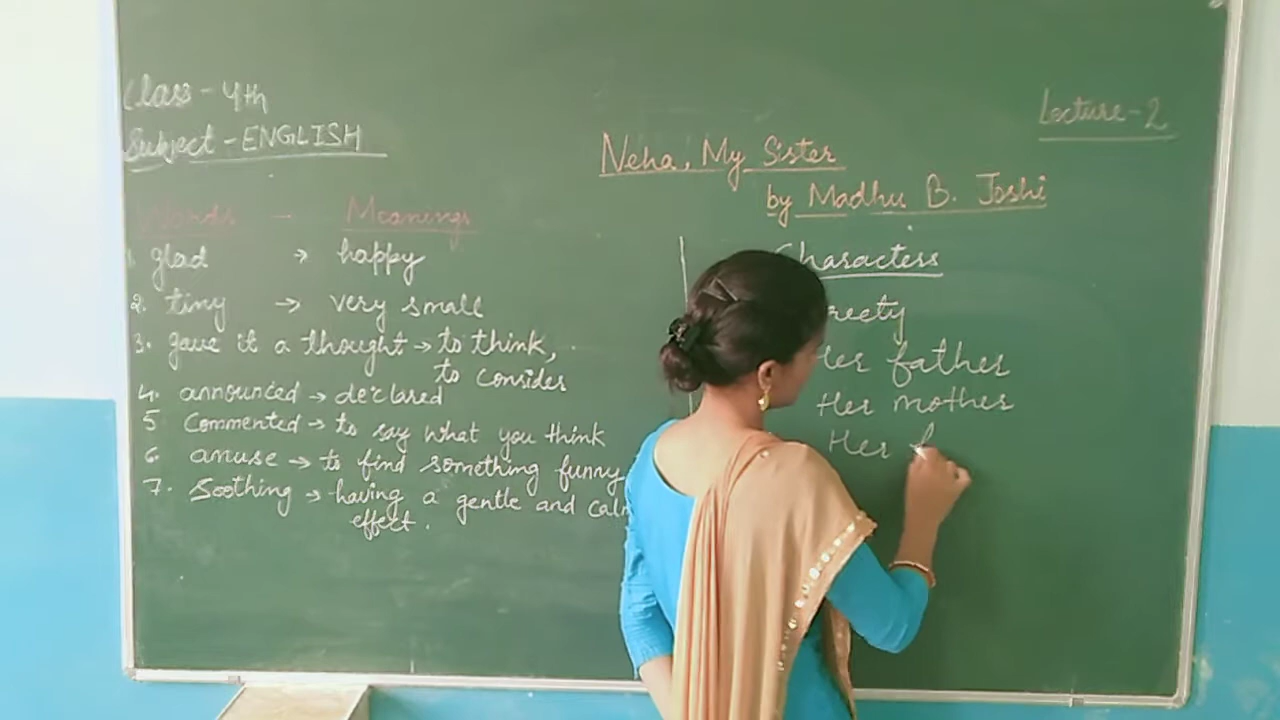 Class - 4th
Subject - ENGLISH
Lecture - 2
Neha, My Sister
by Madhu B. Joshi
Words - Meanings
1. glad → happy
2. tiny → very small
3. gave it a thought → to think,
to consider
4. announced → declared
5 Commented → to say what you think
6. amuse → to find something funny
7. Soothing → having a gentle and cal
effect.
Characters
reety
Her father
Her mother
Her